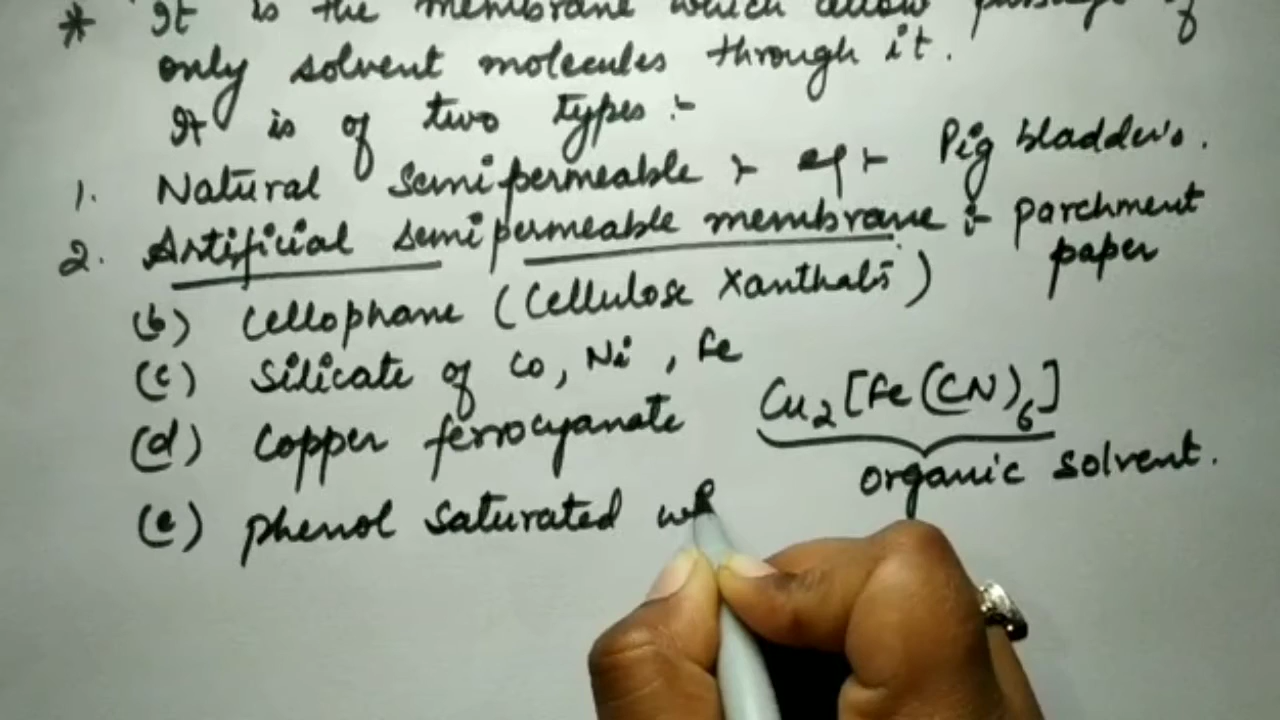 * It is the membrane which allow passage of
only solvent molecules through it.
It is of two types :-
1. Natural Semipermeable :- eg :- Pig bladders.
2. Artificial semipermeable membrane :- parchment
paper
(b) Cellophane (Cellulose Xanthats)
(c) Silicate of Co, Ni, Fe
(d) Copper ferrocyanate Cu2[Fe(CN)6]
organic solvent.
(e) phenol saturated